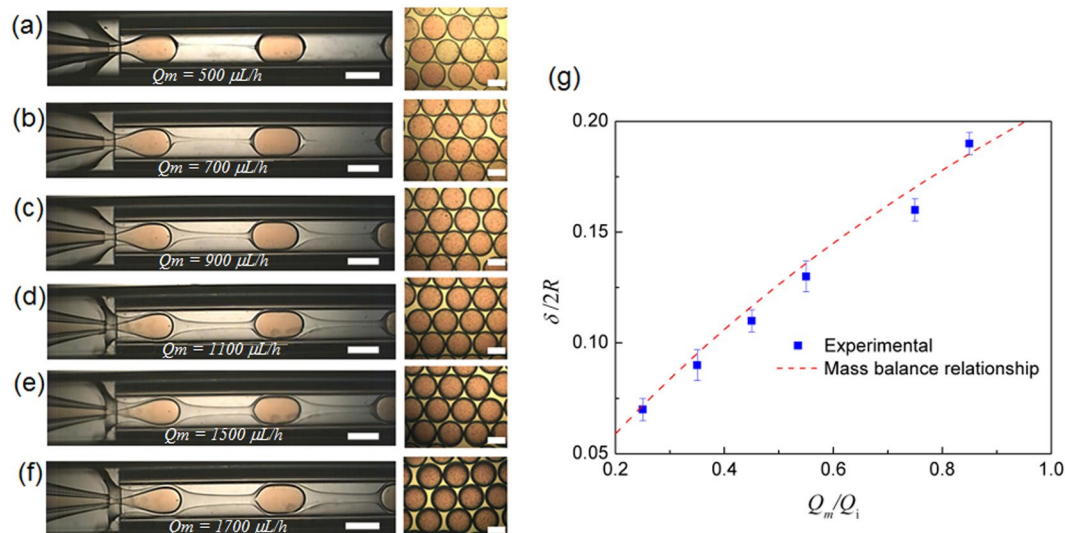 (a)
Qm = 500 μL/h
(b)
Qm = 700 μL/h
(c)
Qm = 900 μL/h
(d)
Qm = 1100 μL/h
(e)
Qm = 1500 μL/h
(f)
Qm = 1700 μL/h
(g)
0.20
0.15
0.10
0.05
δ/2R
Experimental
Mass balance relationship
0.2 0.4 0.6 0.8 1.0
Qm/Qi